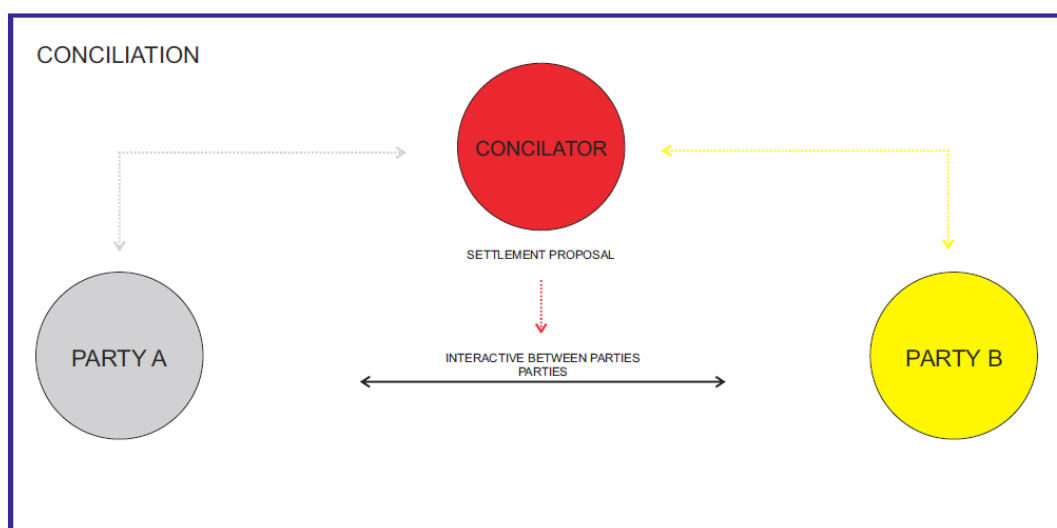 CONCILIATION
CONCILATOR
SETTLEMENT PROPOSAL
PARTY A
INTERACTIVE BETWEEN PARTIES
PARTIES
PARTY B